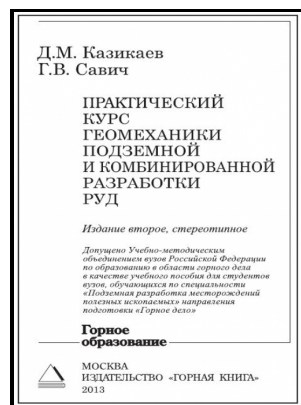 Д.М. Казикаев
Г.В. Савич
ПРАКТИЧЕСКИЙ
КУРС
ГЕОМЕХАНИКИ
ПОДЗЕМНОЙ
И КОМБИНИРОВАННОЙ
РАЗРАБОТКИ
РУД
Издание второе, стереотипное
Допущено Учебно-методическим
объединением вузов Российской Федерации
по образованию в области горного дела
в качестве учебного пособия для студентов
вузов, обучающихся по специальности
«Подземная разработка месторождений
полезных ископаемых» направления
подготовки «Горное дело»
Горное
образование
МОСКВА
ИЗДАТЕЛЬСТВО «ГОРНАЯ КНИГА»
2013